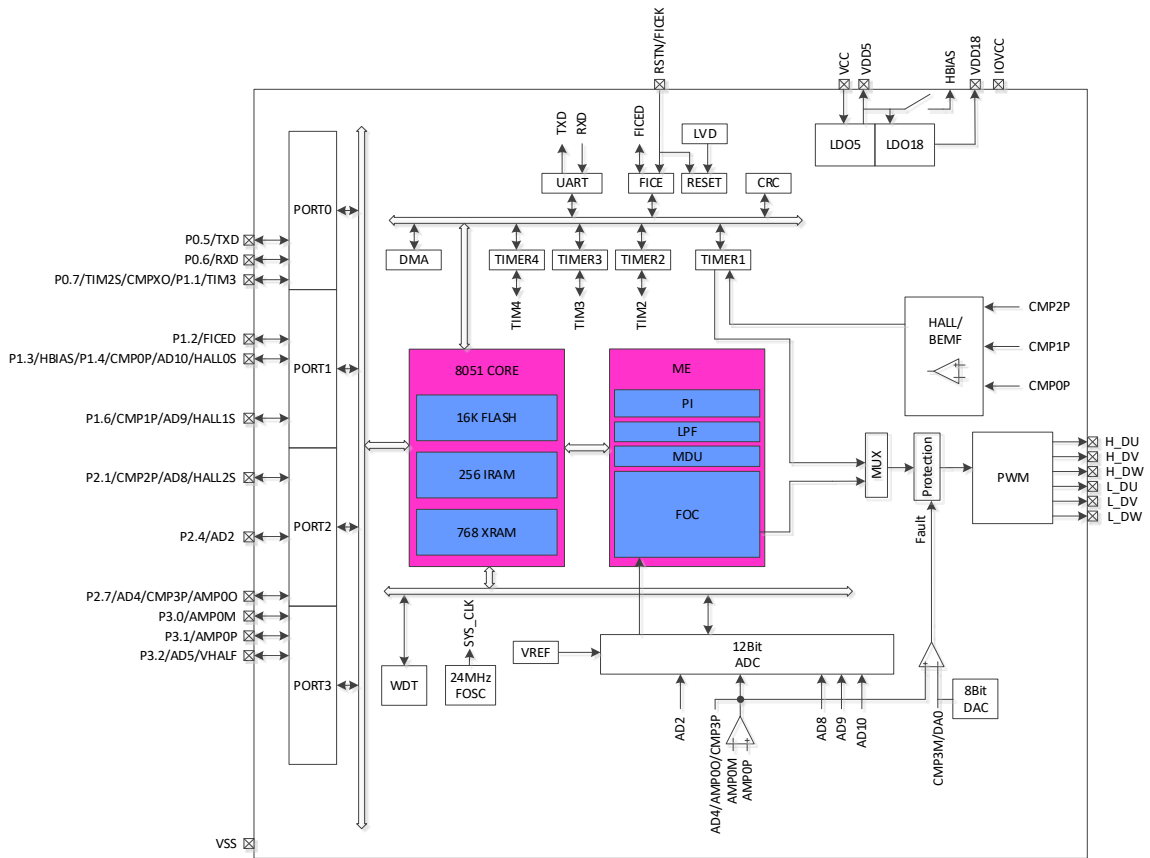 RSTN/FICEK
VCC
VDD5
HBIAS
VDD18
IOVCC
TXD
RXD
FICED
LVD
LDO5
LDO18
UART
FICE
RESET
CRC
PORT0
P0.5/TXD
P0.6/RXD
P0.7/TIM2S/CMPXO/P1.1/TIM3
DMA
TIMER4
TIMER3
TIMER2
TIMER1
TIM4
TIM3
TIM2
HALL/
BEMF
CMP2P
CMP1P
CMP0P
P1.2/FICED
P1.3/HBIAS/P1.4/CMP0P/AD10/HALL0S
PORT1
P1.6/CMP1P/AD9/HALL1S
8051 CORE
16K FLASH
256 IRAM
768 XRAM
ME
PI
LPF
MDU
FOC
MUX
Protection
Fault
PWM
H_DU
H_DV
H_DW
L_DU
L_DV
L_DW
P2.1/CMP2P/AD8/HALL2S
PORT2
P2.4/AD2
P2.7/AD4/CMP3P/AMP0O
P3.0/AMP0M
P3.1/AMP0P
P3.2/AD5/VHALF
PORT3
WDT
SYS_CLK
24MHz
FOSC
VREF
12Bit
ADC
AD2
AD4/AMP0O/CMP3P
AMP0M
AMP0P
AD8
AD9
AD10
CMP3M/DA0
8Bit
DAC
VSS